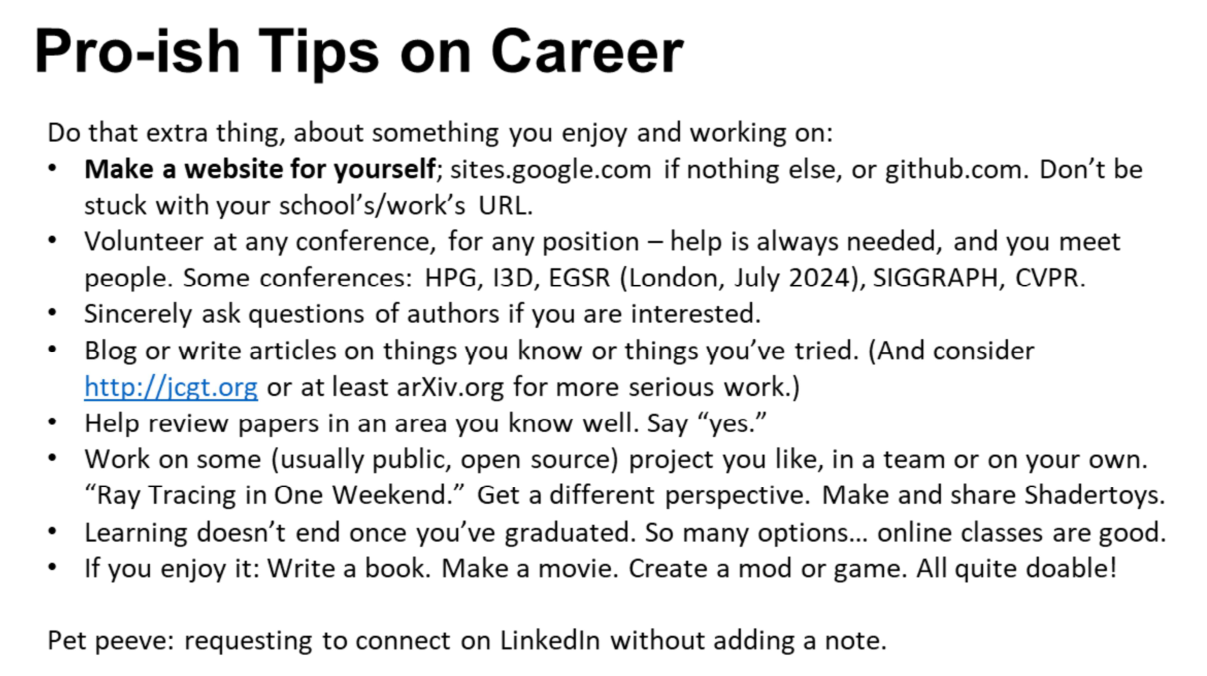 Pro-ish Tips on Career
Do that extra thing, about something you enjoy and working on:
• Make a website for yourself; sites.google.com if nothing else, or github.com. Don’t be
stuck with your school’s/work’s URL.
• Volunteer at any conference, for any position – help is always needed, and you meet
people. Some conferences: HPG, I3D, EGSR (London, July 2024), SIGGRAPH, CVPR.
• Sincerely ask questions of authors if you are interested.
• Blog or write articles on things you know or things you’ve tried. (And consider
http://jcgt.org or at least arXiv.org for more serious work.)
• Help review papers in an area you know well. Say “yes.”
• Work on some (usually public, open source) project you like, in a team or on your own.
“Ray Tracing in One Weekend.” Get a different perspective. Make and share Shadertoys.
• Learning doesn’t end once you’ve graduated. So many options… online classes are good.
• If you enjoy it: Write a book. Make a movie. Create a mod or game. All quite doable!
Pet peeve: requesting to connect on LinkedIn without adding a note.